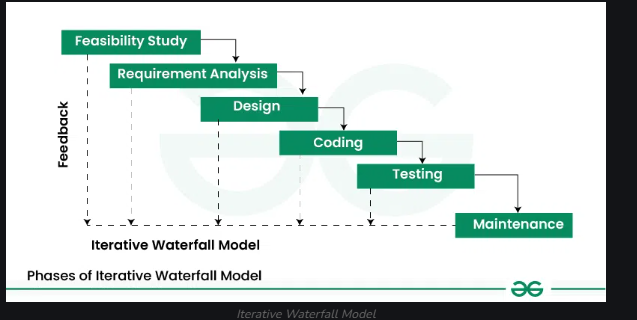 Feasibility Study
Requirement Analysis
Design
Feedback
Coding
Testing
Maintenance
Iterative Waterfall Model
Phases of Iterative Waterfall Model
Iterative Waterfall Model